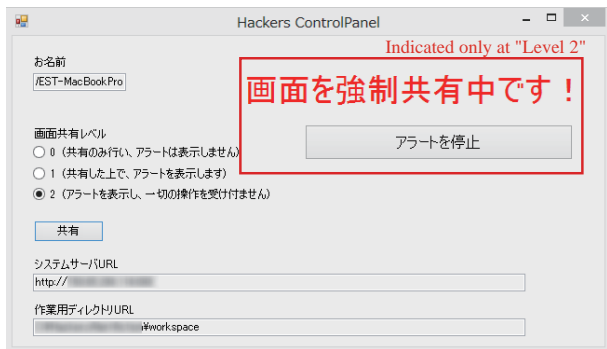 Hackers ControlPanel
Indicated only at "Level 2"
お名前
/EST-MacBookPro
画面を強制共有中です！
アラートを停止
画面共有レベル
0 (共有のみ行い、アラートは表示しません)
1 (共有した上で、アラートを表示します)
2 (アラートを表示し、一切の操作を受け付ません)
共有
システムサーバURL
http://
作業用ディレクトリURL
¥workspace